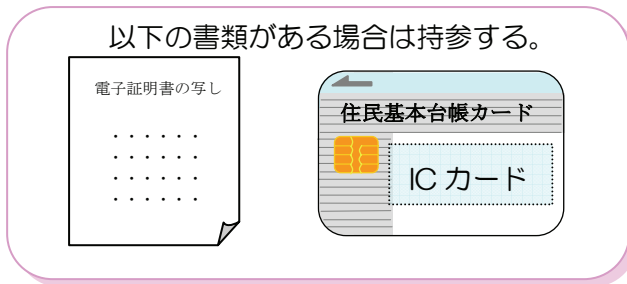 以下の書類がある場合は持参する。
電子証明書の写し
・・・・・・
・・・・・・
・・・・・・
・・・・・・
住民基本台帳カード
IC カード